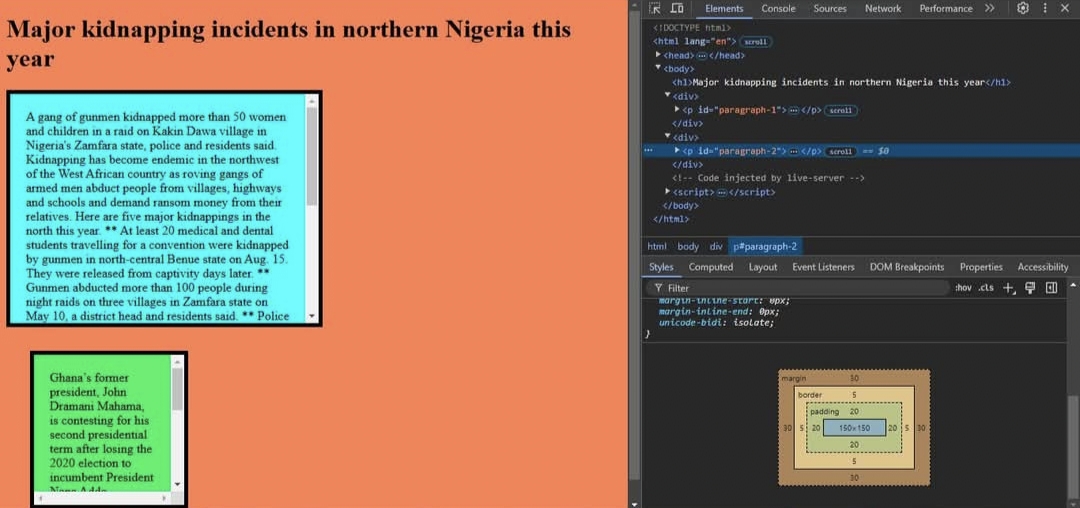 Major kidnapping incidents in northern Nigeria this
year
A gang of gunmen kidnapped more than 50 women
and children in a raid on Kakin Dawa village in
Nigeria's Zamfara state, police and residents said.
Kidnapping has become endemic in the northwest
of the West African country as roving gangs of
armed men abduct people from villages, highways
and schools and demand ransom money from their
relatives. Here are five major kidnappings in the
north this year. ** At least 20 medical and dental
students travelling for a convention were kidnapped
by gunmen in north-central Benue state on Aug. 15.
They were released from captivity days later. **
Gunmen abducted more than 100 people during
night raids on three villages in Zamfara state on
May 10, a district head and residents said. ** Police
Ghana's former
president, John
Dramani Mahama,
is contesting for his
second presidential
term after losing the
2020 election to
incumbent President
Nana Addo
Elements Console Sources Network Performance
<!DOCTYPE html>
<html lang="en"> scroll
<head> ⋯ </head>
<body>
<h1>Major kidnapping incidents in northern Nigeria this year</h1>
<div>
<p id="paragraph-1"> ⋯ </p> scroll
</div>
<div>
<p id="paragraph-2"> ⋯ </p> scroll == $0
</div>
<!-- Code injected by live-server -->
<script> ⋯ </script>
</body>
</html>
html body div p#paragraph-2
Styles Computed Layout Event Listeners DOM Breakpoints Properties Accessibility
Filter :hov .cls
margin-inline-start: 0px;
margin-inline-end: 0px;
unicode-bidi: isolate;
}
margin 30
border 5
padding 20
30 5 20 150×150 20 5 30
20
5
30